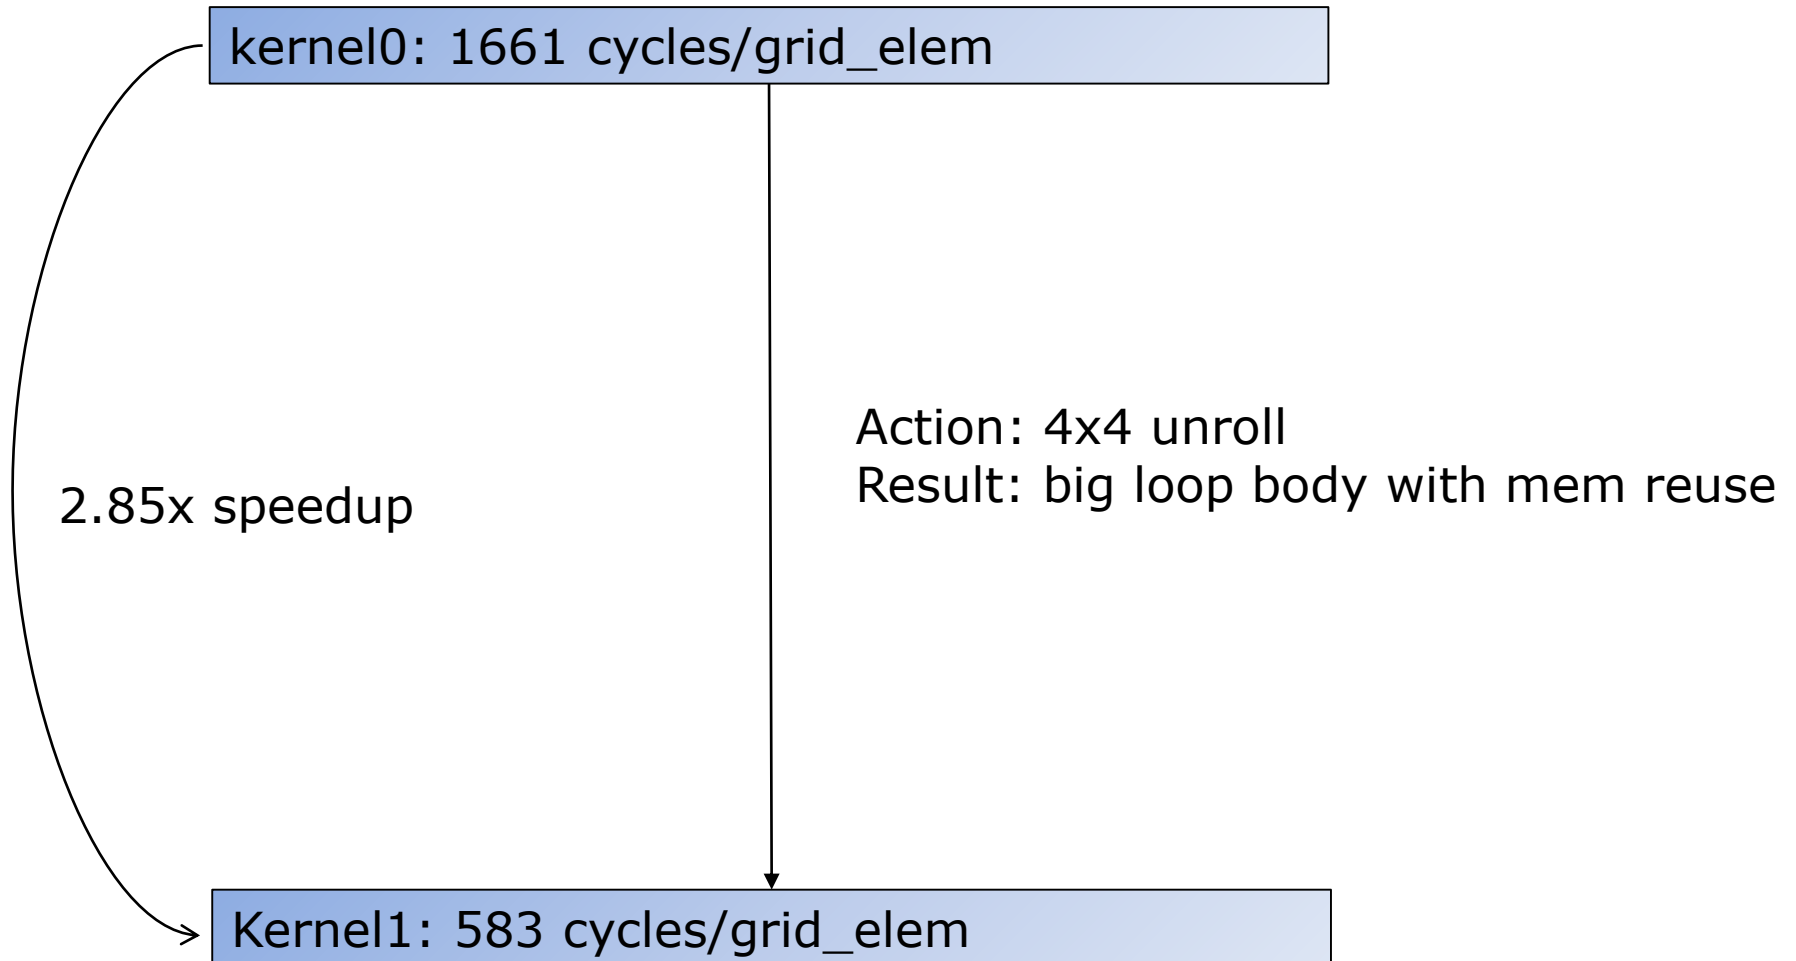 kernel0: 1661 cycles/grid_elem
Action: 4x4 unroll
Result: big loop body with mem reuse
2.85x speedup
Kernel1: 583 cycles/grid_elem